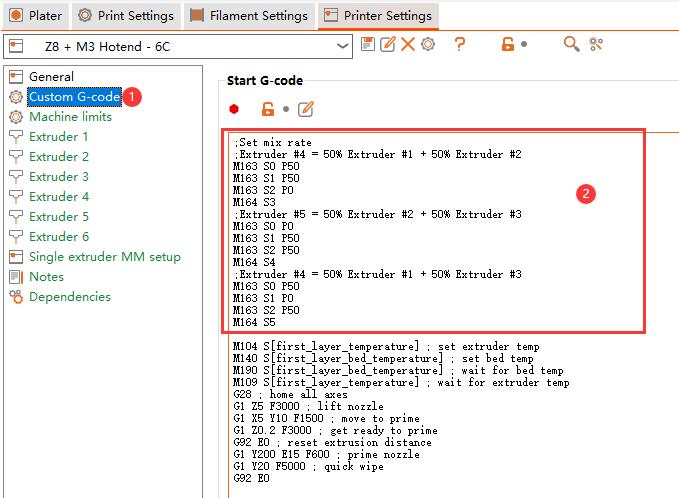 Plater
Print Settings
Filament Settings
Printer Settings
Z8 + M3 Hotend - 6C
?
General
Custom G-code
1
Machine limits
Extruder 1
Extruder 2
Extruder 3
Extruder 4
Extruder 5
Extruder 6
Single extruder MM setup
Notes
Dependencies
Start G-code
2
;Set mix rate
;Extruder #4 = 50% Extruder #1 + 50% Extruder #2
M163 S0 P50
M163 S1 P50
M163 S2 P0
M164 S3
;Extruder #5 = 50% Extruder #2 + 50% Extruder #3
M163 S0 P0
M163 S1 P50
M163 S2 P50
M164 S4
;Extruder #4 = 50% Extruder #1 + 50% Extruder #3
M163 S0 P50
M163 S1 P0
M163 S2 P50
M164 S5
M104 S[first_layer_temperature] ; set extruder temp
M140 S[first_layer_bed_temperature] ; set bed temp
M190 S[first_layer_bed_temperature] ; wait for bed temp
M109 S[first_layer_temperature] ; wait for extruder temp
G28 ; home all axes
G1 Z5 F3000 ; lift nozzle
G1 X5 Y10 F1500 ; move to prime
G1 Z0.2 F3000 ; get ready to prime
G92 E0 ; reset extrusion distance
G1 Y200 E15 F600 ; prime nozzle
G1 Y20 F5000 ; quick wipe
G92 E0